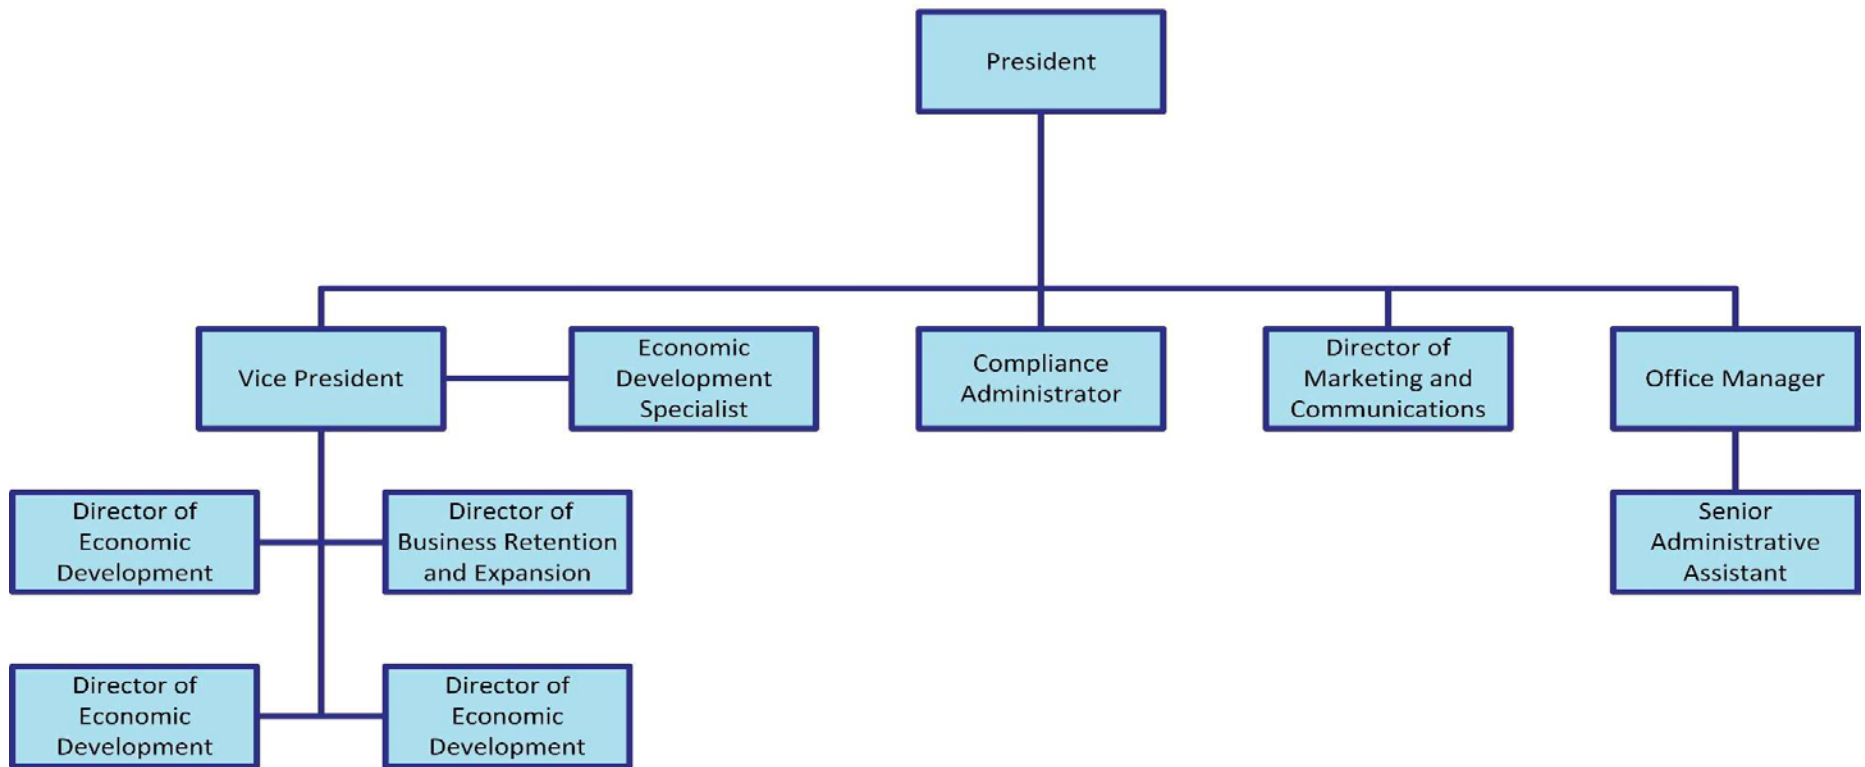 President
Vice President
Economic
Development
Specialist
Compliance
Administrator
Director of
Marketing and
Communications
Office Manager
Director of
Economic
Development
Director of
Business Retention
and Expansion
Senior
Administrative
Assistant
Director of
Economic
Development
Director of
Economic
Development